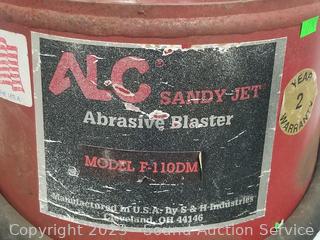 ALC SANDY JET
Abrasive Blaster
MODEL F-110DM
Manufactured in U.S.A. by S & H Industries
Cleveland, OH 44146
2 YEAR WARRANTY
U.S.A.
Copyright 2023 - Sound Auction Service